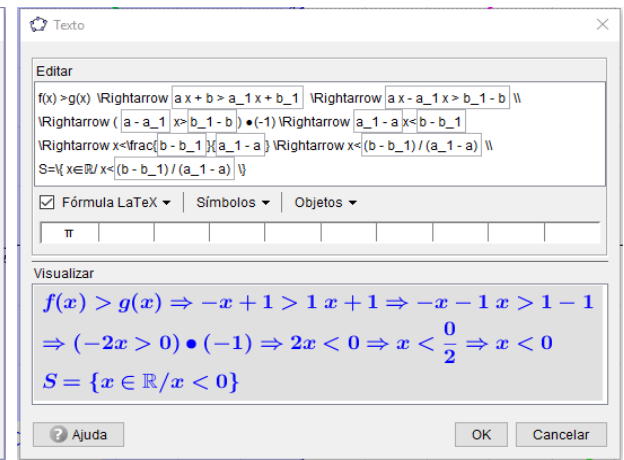 Texto
Editar
f(x) >g(x) \Rightarrow a x + b > a_1 x + b_1 \Rightarrow a x - a_1 x > b_1 - b \\
\Rightarrow ( a - a_1 x> b_1 - b ) ●(-1) \Rightarrow a_1 - a x< b - b_1
\Rightarrow x<\frac{ b - b_1 }{ a_1 - a } \Rightarrow x< (b - b_1) / (a_1 - a) \\
S=\{ x∈ℝ/ x< (b - b_1) / (a_1 - a) \}
Fórmula LaTeX Símbolos Objetos
π
Visualizar
f(x) > g(x) ⇒ −x + 1 > 1 x + 1 ⇒ −x − 1 x > 1 − 1
⇒ (−2x > 0) • (−1) ⇒ 2x < 0 ⇒ x < 0/2 ⇒ x < 0
S = {x ∈ ℝ/x < 0}
Ajuda OK Cancelar